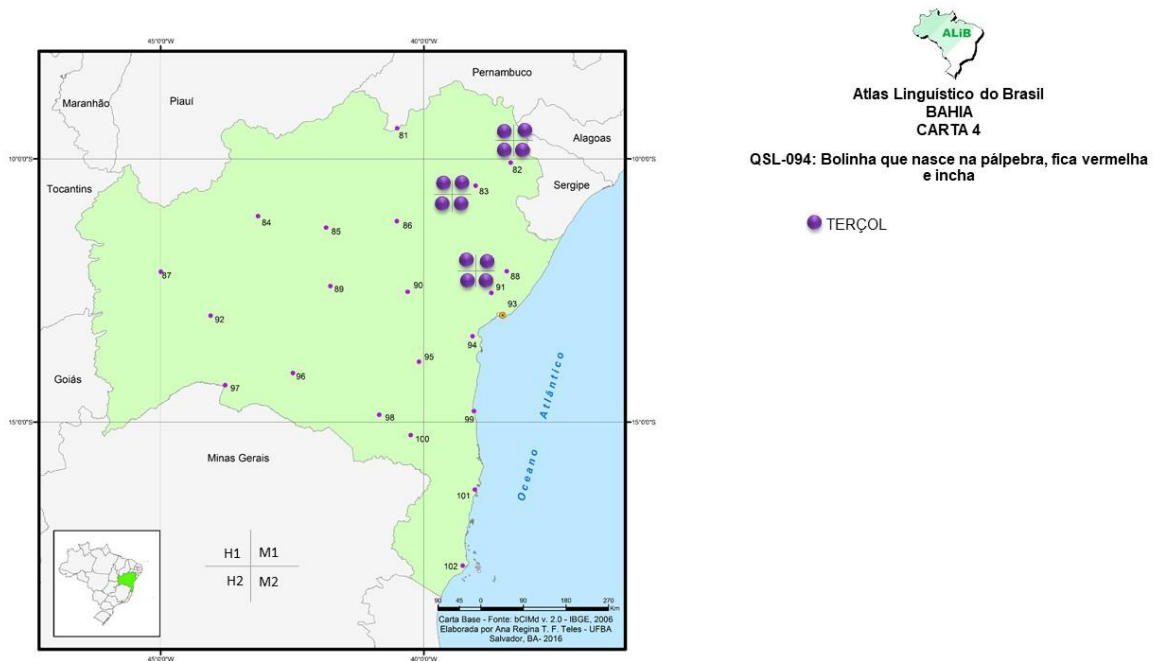 45°0'0"W 40°0'0"W
Pernambuco
Maranhão
Piauí
Alagoas
10°0'0"S
10°0'0"S
Tocantins
Sergipe
Goiás
Minas Gerais
15°0'0"S
15°0'0"S
Oceano Atlântico
81
82
83
84
85
86
87
88
89
90
91
92
93
94
95
96
97
98
99
100
101
102
H1 M1
H2 M2
90 45 0 90 180 270
Km
Carta Base - Fonte: bCIMd v. 2.0 - IBGE, 2006
Elaborada por Ana Regina T. F. Teles - UFBA
Salvador, BA- 2016
45°0'0"W 40°0'0"W
ALiB
Atlas Linguístico do Brasil
BAHIA
CARTA 4
QSL-094: Bolinha que nasce na pálpebra, fica vermelha
e incha
TERÇOL